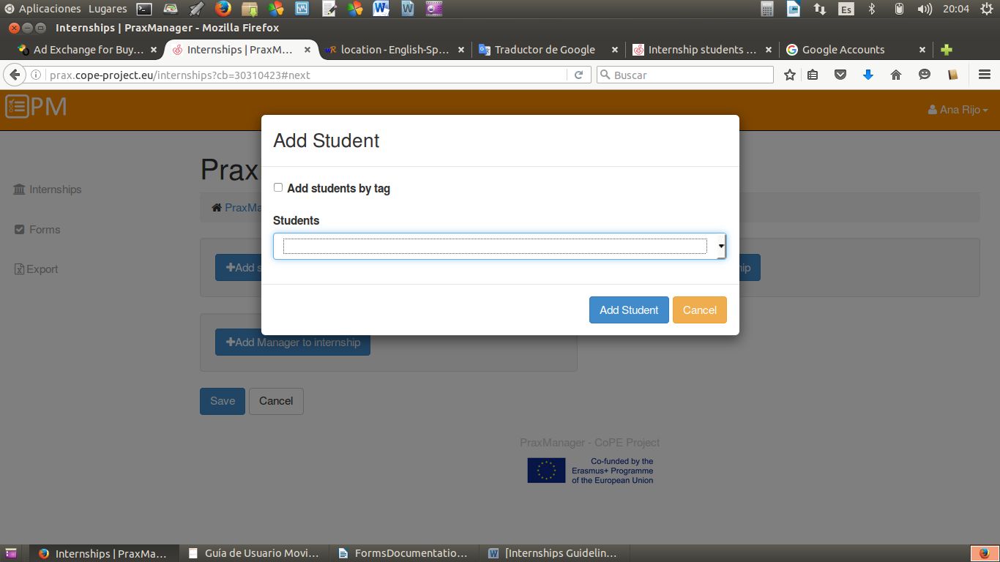 Aplicaciones Lugares Es 20:04
Internships | PraxManager - Mozilla Firefox
Ad Exchange for Buy... Internships | PraxM... location - English-Sp... Traductor de Google Internship students ... Google Accounts
prax.cope-project.eu/internships?cb=30310423#next Buscar
PM Ana Rijo
Add Student
Prax
Internships
Add students by tag
PraxMa
Students
Forms
Export
Add s
ip
Add Student Cancel
Add Manager to internship
Save Cancel
PraxManager - CoPE Project
Co-funded by the
Erasmus+ Programme
of the European Union
Internships | PraxMa... Guía de Usuario Movi... FormsDocumentatio... [Internships Guidelin...